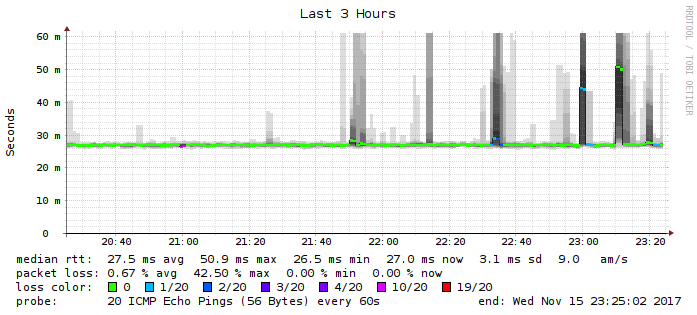 Last 3 Hours
RRDTOOL / TOBI OETIKER
Seconds
60 m
50 m
40 m
30 m
20 m
10 m
0
20:40 21:00 21:20 21:40 22:00 22:20 22:40 23:00 23:20
median rtt: 27.5 ms avg 50.9 ms max 26.5 ms min 27.0 ms now 3.1 ms sd 9.0 am/s
packet loss: 0.67 % avg 42.50 % max 0.00 % min 0.00 % now
loss color: 0 1/20 2/20 3/20 4/20 10/20 19/20
probe: 20 ICMP Echo Pings (56 Bytes) every 60s end: Wed Nov 15 23:25:02 2017